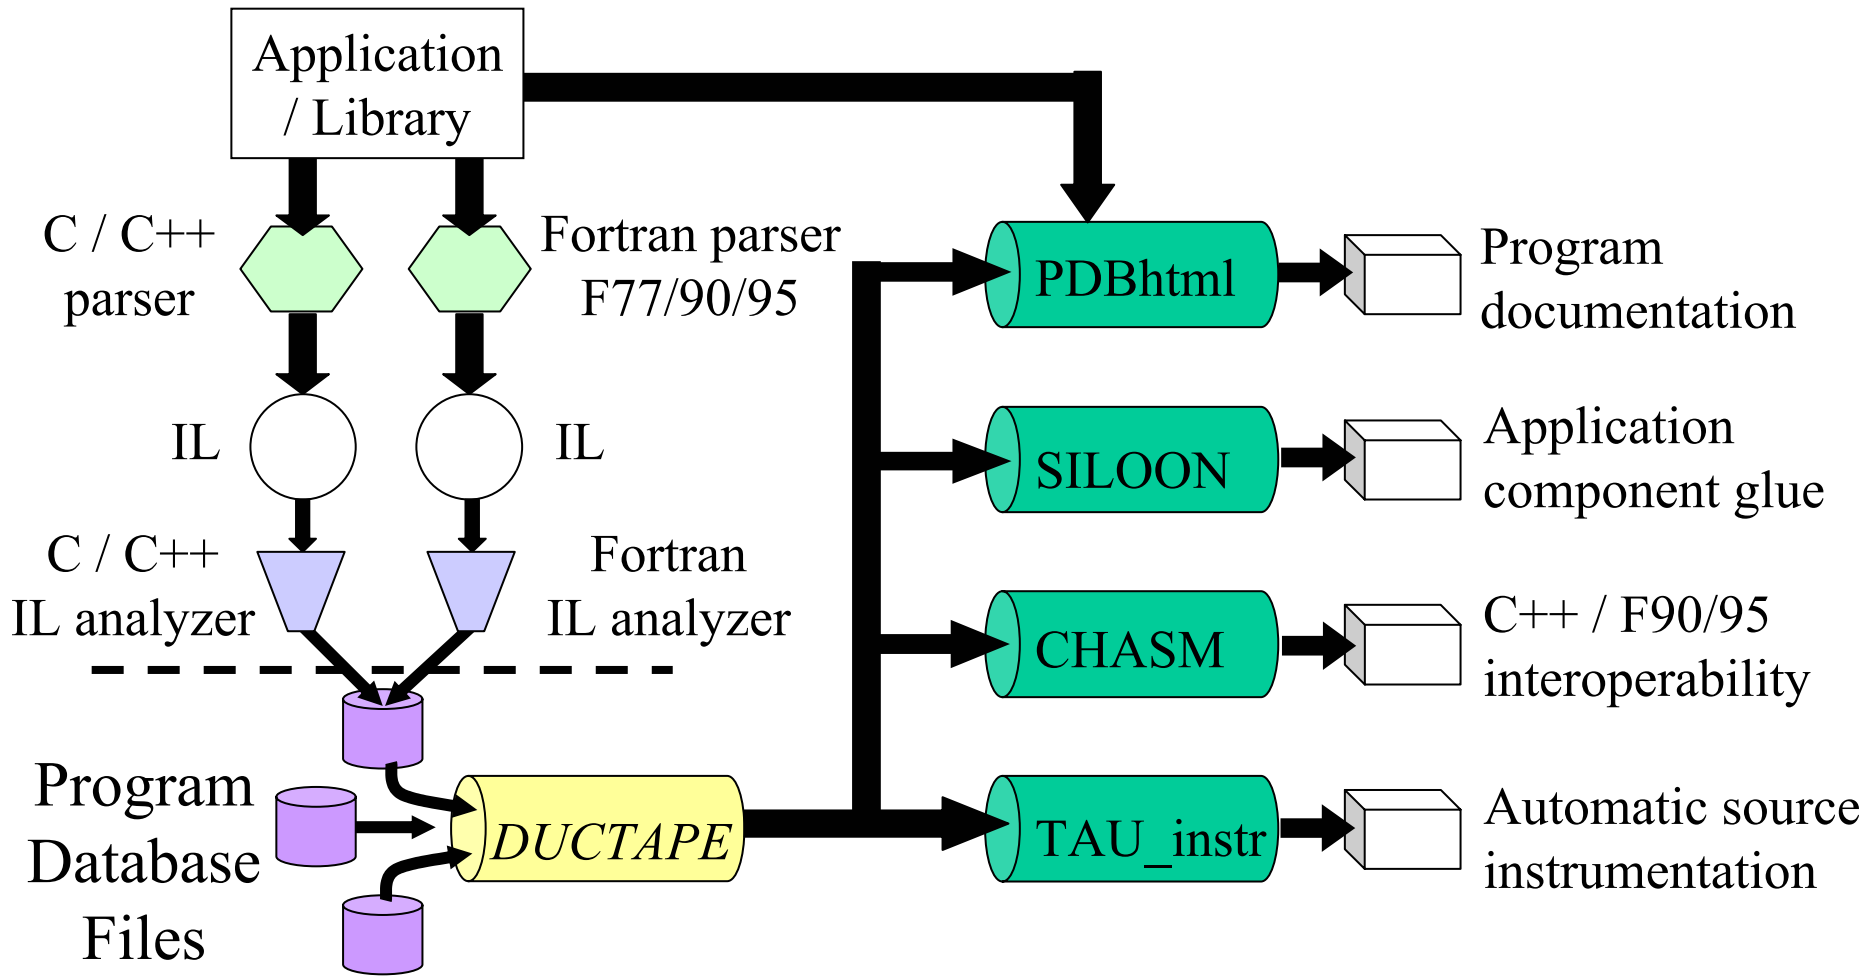 Application
/ Library
C / C++
parser
Fortran parser
F77/90/95
IL
IL
C / C++
IL analyzer
Fortran
IL analyzer
Program
Database
Files
DUCTAPE
PDBhtml
Program
documentation
SILOON
Application
component glue
CHASM
C++ / F90/95
interoperability
TAU_instr
Automatic source
instrumentation